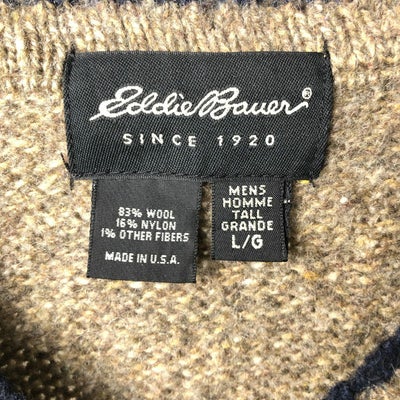 Eddie Bauer®
SINCE 1920
83% WOOL
16% NYLON
1% OTHER FIBERS
MADE IN U.S.A.
MENS
HOMME
TALL
GRANDE
L/G